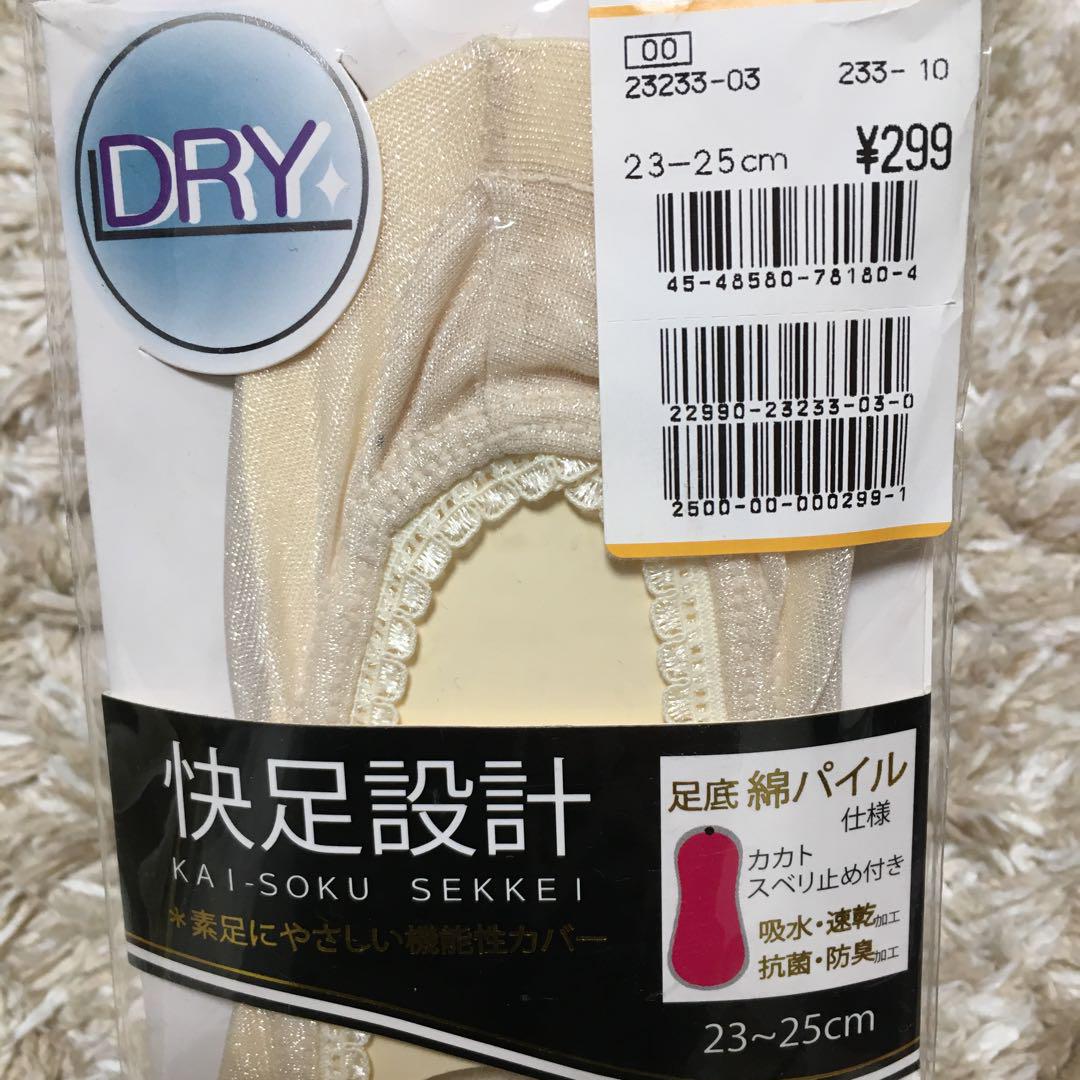 DRY
00
23233-03 233-10
23-25cm ¥299
45-48580-78180-4
22990-23233-03-0
2500-00-000299-1
快足設計
KAI-SOKU SEKKEI
*素足にやさしい機能性カバー
足底 綿パイル
仕様
カカト
スベリ止め付き
吸水・速乾加工
抗菌・防臭加工
23~25cm